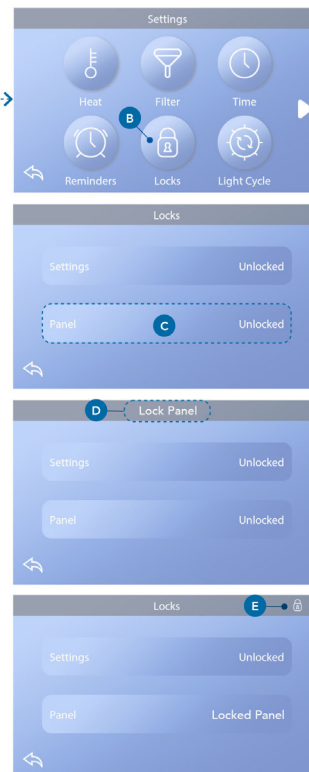 Settings
Heat Filter Time
B
Reminders Locks Light Cycle
Locks
Settings Unlocked
Panel C Unlocked
D Lock Panel
Settings Unlocked
Panel Unlocked
Locks E
Settings Unlocked
Panel Locked Panel